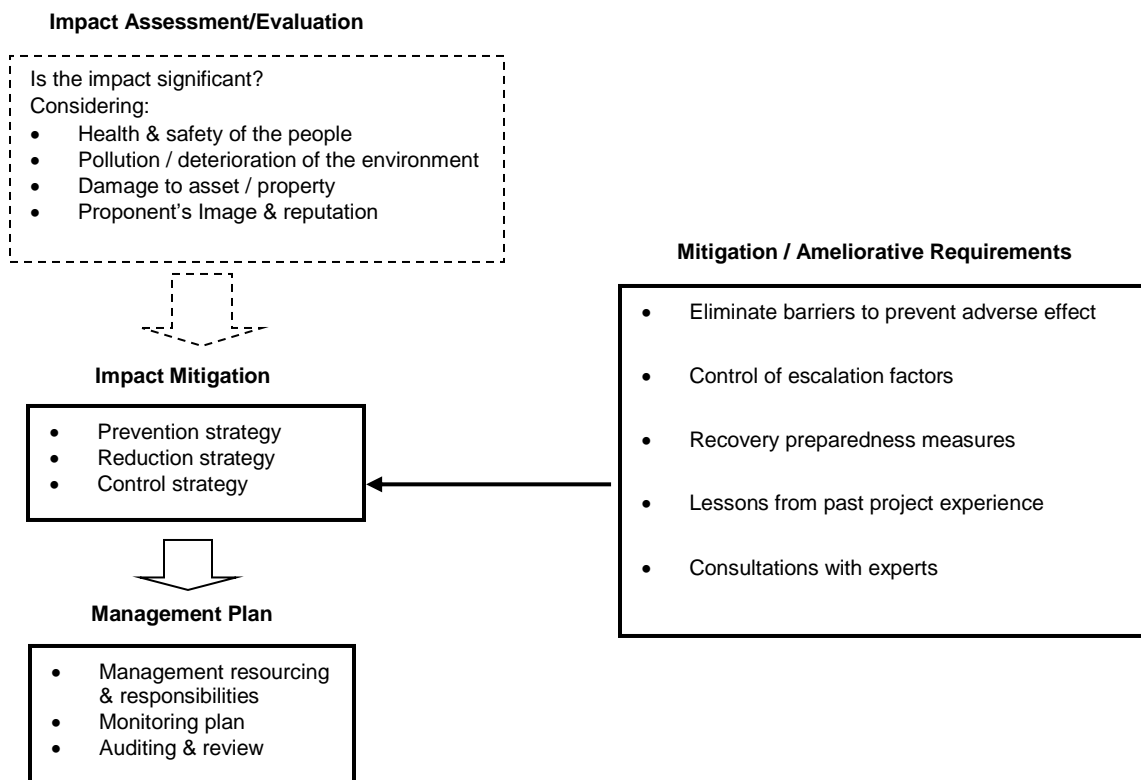 Impact Assessment/Evaluation
Is the impact significant?
Considering:
• Health & safety of the people
• Pollution / deterioration of the environment
• Damage to asset / property
• Proponent’s Image & reputation
Impact Mitigation
• Prevention strategy
• Reduction strategy
• Control strategy
Management Plan
• Management resourcing
& responsibilities
• Monitoring plan
• Auditing & review
Mitigation / Ameliorative Requirements
• Eliminate barriers to prevent adverse effect
• Control of escalation factors
• Recovery preparedness measures
• Lessons from past project experience
• Consultations with experts